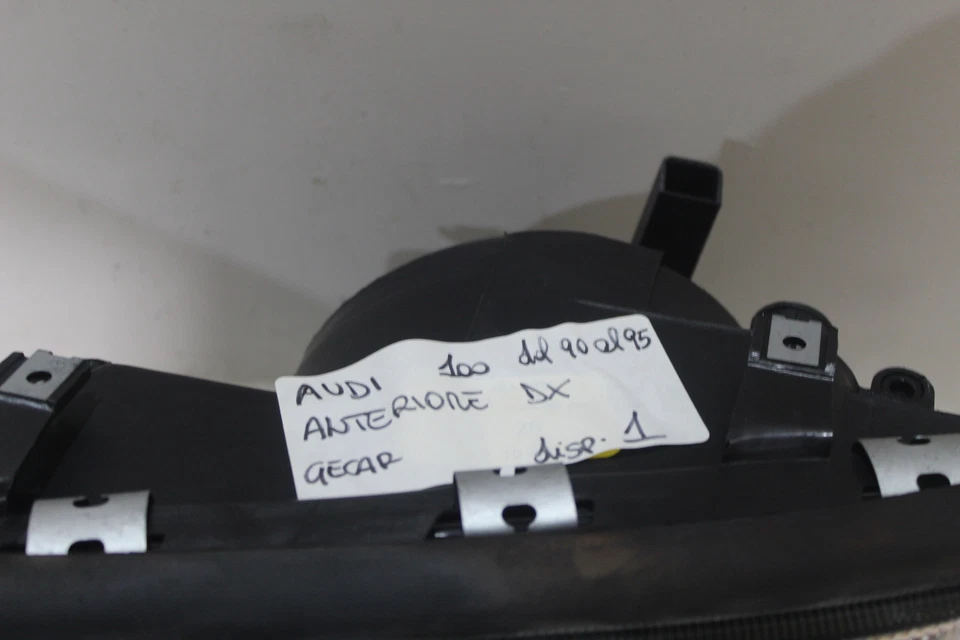 AUDI 100 dal 90 al 95
ANTERIORE DX
GECAR disp. 1